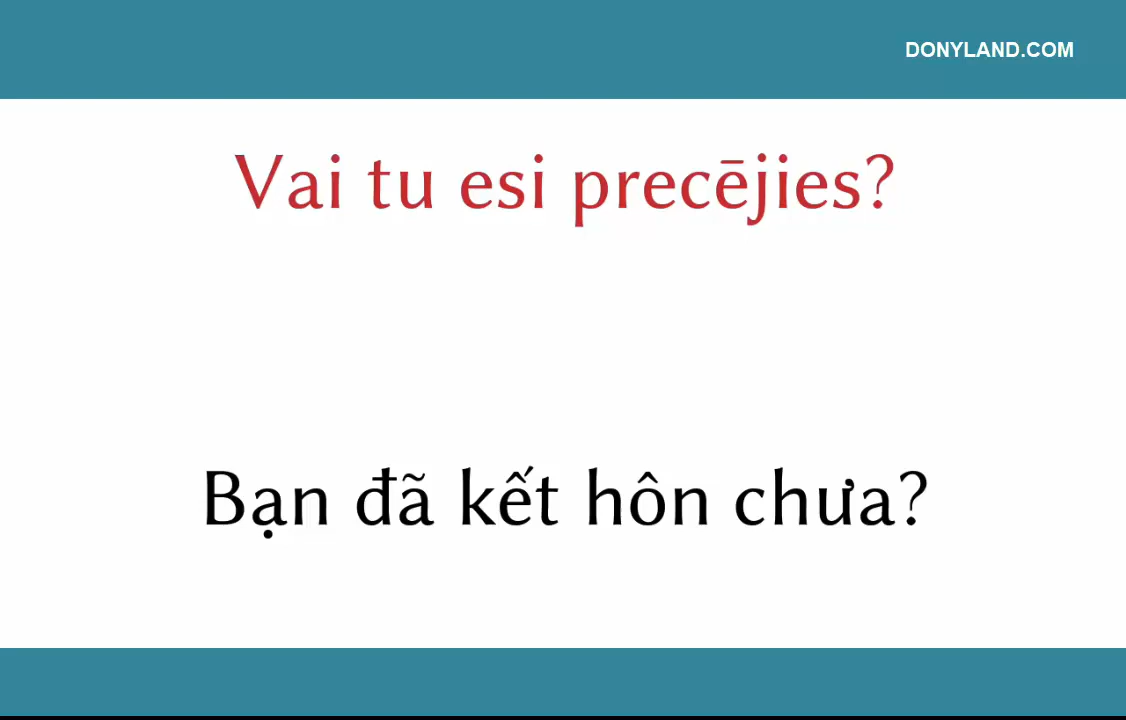 DONYLAND.COM
Vai tu esi precējies?
Bạn đã kết hôn chưa?